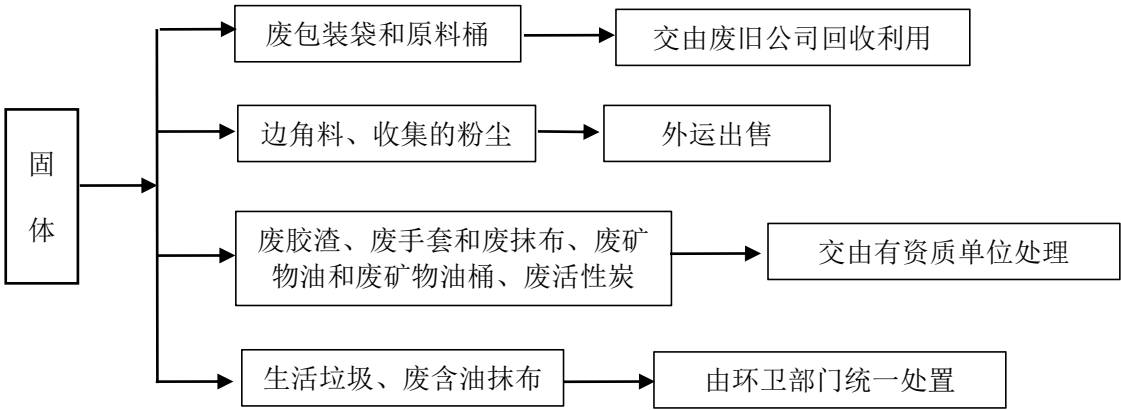 废包装袋和原料桶
交由废旧公司回收利用
边角料、收集的粉尘
外运出售
固
体
废胶渣、废手套和废抹布、废矿
物油和废矿物油桶、废活性炭
交由有资质单位处理
生活垃圾、废含油抹布
由环卫部门统一处置